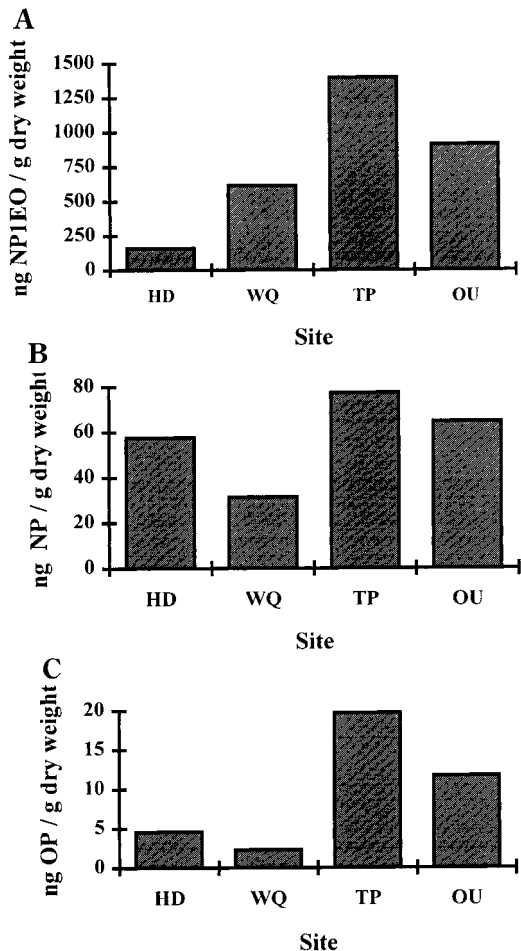 A
ng NP1EO / g dry weight
1500
1250
1000
750
500
250
0
HD WQ TP OU
Site
B
ng NP / g dry weight
80
60
40
20
0
HD WQ TP OU
Site
C
ng OP / g dry weight
20
15
10
5
0
HD WQ TP OU
Site